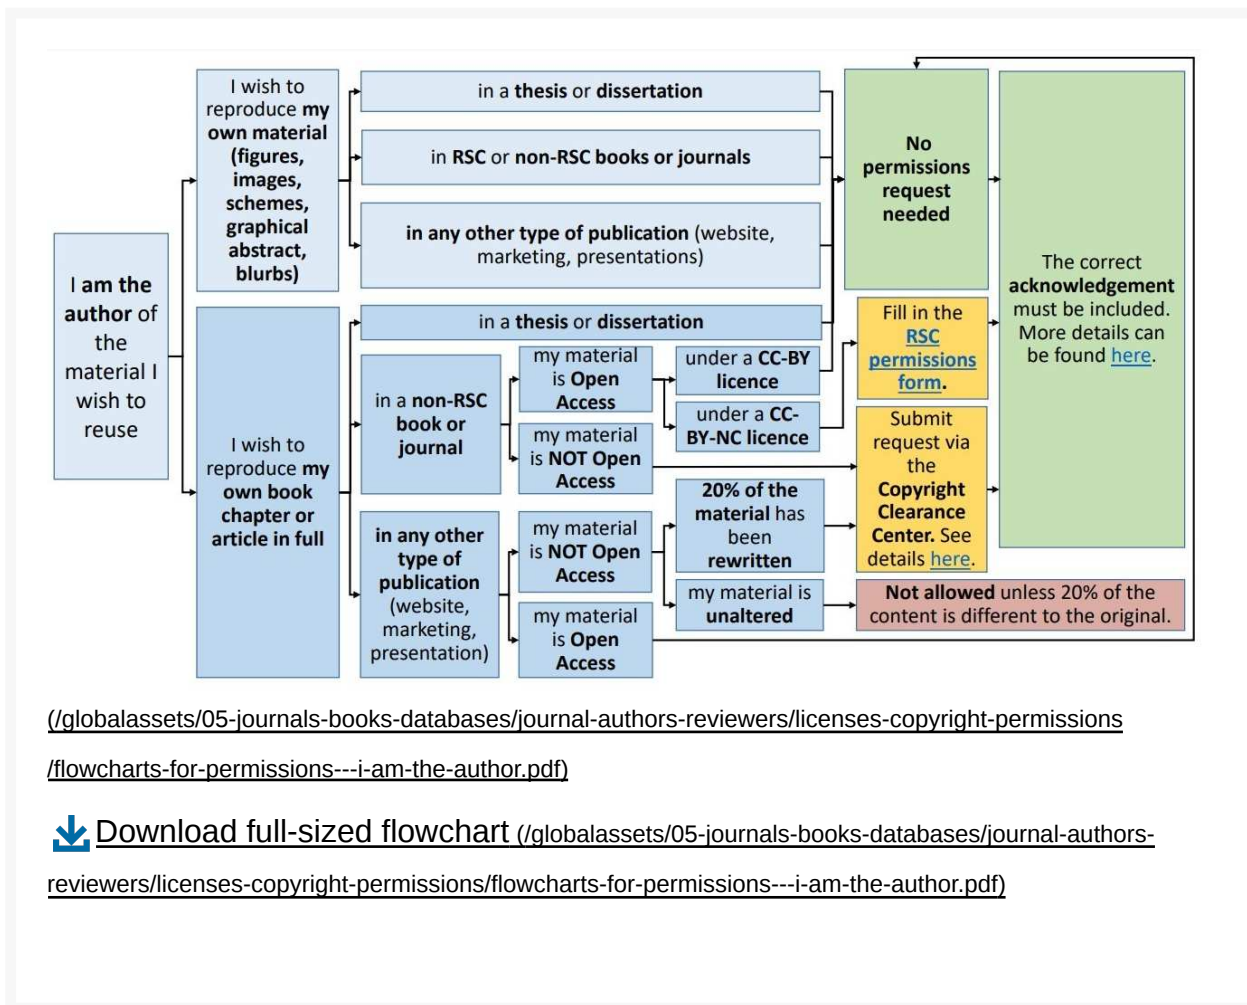 I wish to
reproduce my
own material
(figures,
images,
schemes,
graphical
abstract,
blurbs)
in a thesis or dissertation
in RSC or non-RSC books or journals
in any other type of publication (website,
marketing, presentations)
No
permissions
request
needed
I am the
author of
the
material I
wish to
reuse
The correct
acknowledgement
must be included.
More details can
be found here.
I wish to
reproduce my
own book
chapter or
article in full
in a thesis or dissertation
in a non-RSC
book or
journal
my material
is Open
Access
under a CC-BY
licence
under a CC-
BY-NC licence
Fill in the
RSC
permissions
form.
my material
is NOT Open
Access
Submit
request via
the
Copyright
Clearance
Center. See
details here.
in any other
type of
publication
(website,
marketing,
presentation)
my material
is NOT Open
Access
20% of the
material has
been
rewritten
my material is
unaltered
Not allowed unless 20% of the
content is different to the original.
my material
is Open
Access
(/globalassets/05-journals-books-databases/journal-authors-reviewers/licenses-copyright-permissions
/flowcharts-for-permissions---i-am-the-author.pdf)
Download full-sized flowchart (/globalassets/05-journals-books-databases/journal-authors-
reviewers/licenses-copyright-permissions/flowcharts-for-permissions---i-am-the-author.pdf)